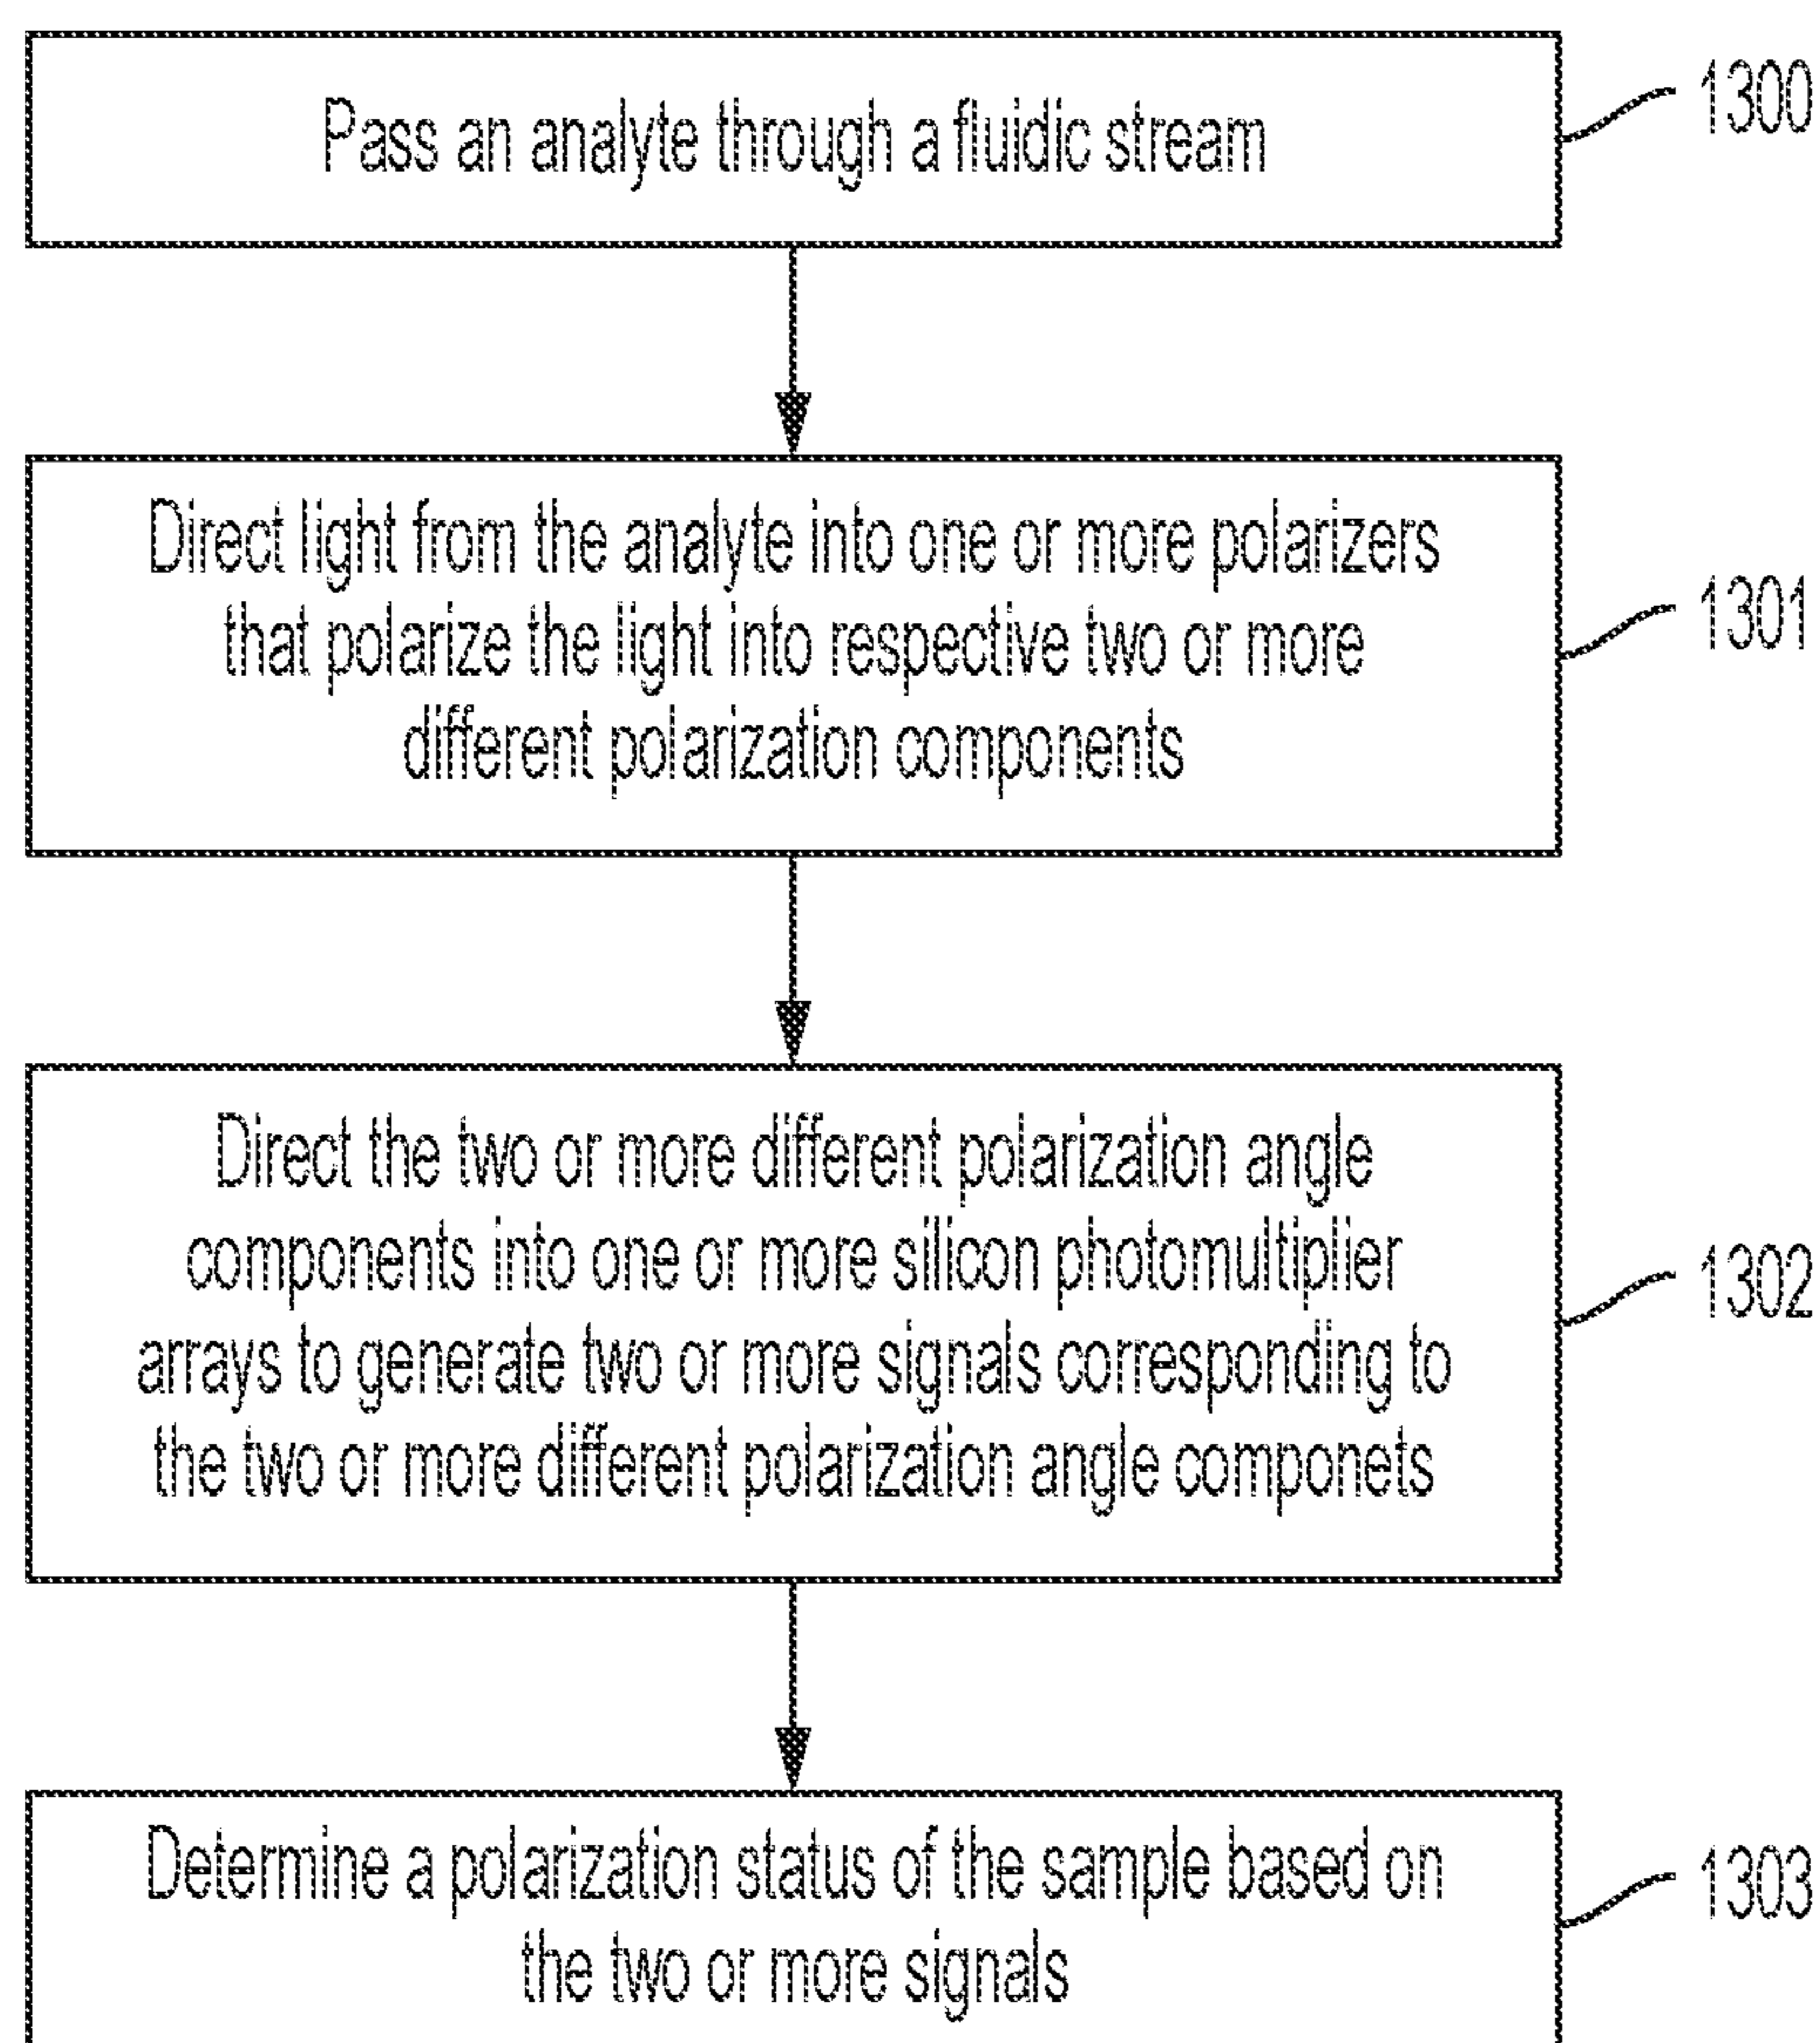 Pass an analyte through a fluidic stream
1300
Direct light from the analyte into one or more polarizers
that polarize the light into respective two or more
different polarization components
1301
Direct the two or more different polarization angle
components into one or more silicon photomultiplier
arrays to generate two or more signals corresponding to
the two or more different polarization angle componets
1302
Determine a polarization status of the sample based on
the two or more signals
1303